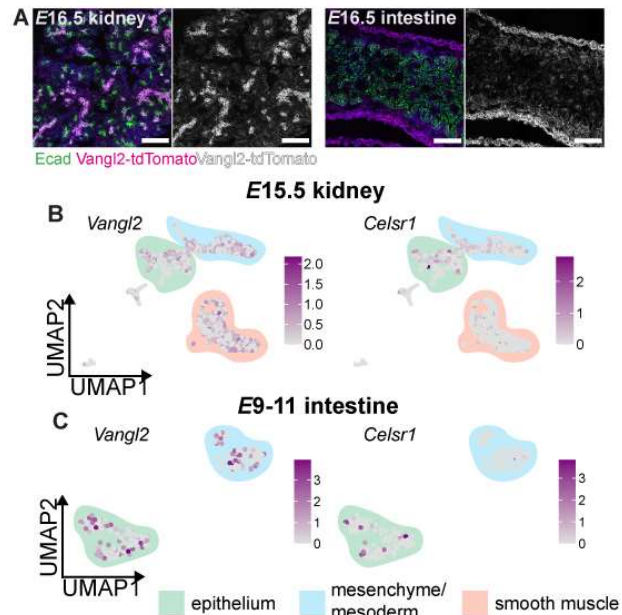 A E16.5 kidney E16.5 intestine
Ecad Vangl2-tdTomato Vangl2-tdTomato
E15.5 kidney
B Vangl2 Celsr1
2.0
1.5
1.0
0.5
0.0
2
1
0
UMAP2
UMAP1
E9-11 intestine
C Vangl2 Celsr1
3
2
1
0
3
2
1
0
UMAP2
UMAP1
epithelium mesenchyme/ smooth muscle
mesoderm